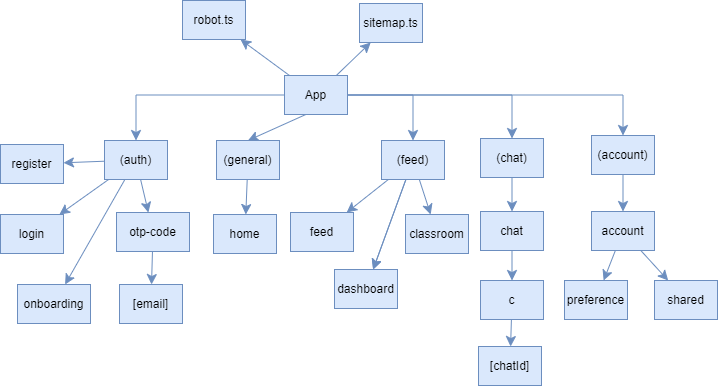 robot.ts
sitemap.ts
App
(auth)
(general)
(feed)
(chat)
(account)
register
login
otp-code
home
feed
classroom
chat
account
onboarding
[email]
dashboard
c
preference
shared
[chatId]